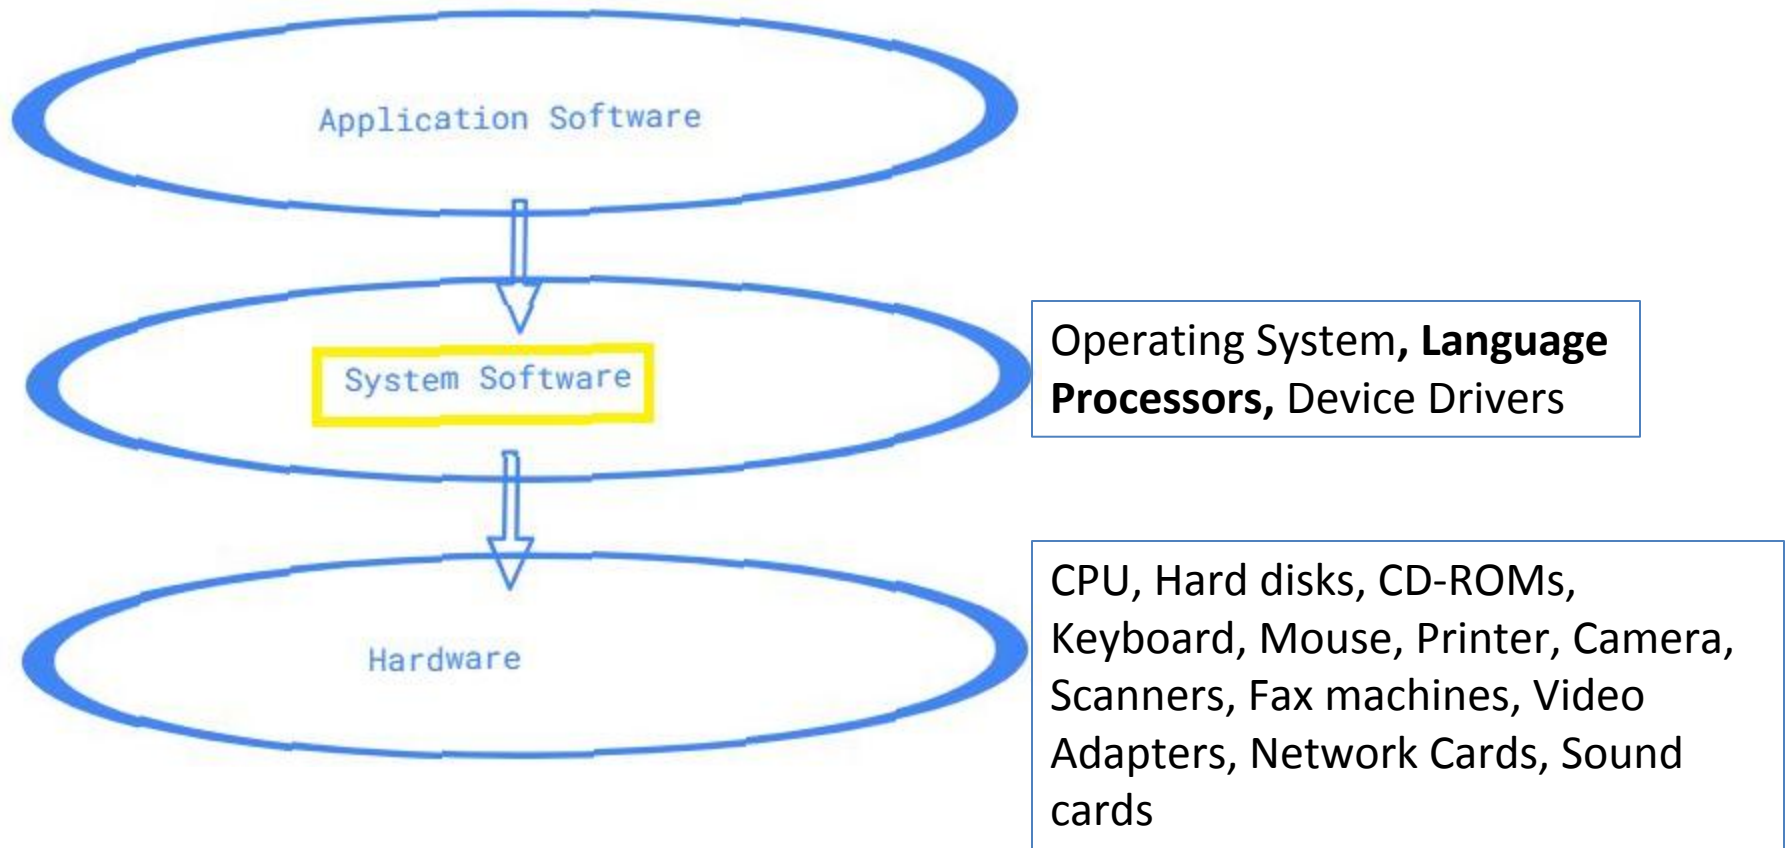 Application Software
System Software
Operating System, Language
Processors, Device Drivers
Hardware
CPU, Hard disks, CD-ROMs,
Keyboard, Mouse, Printer, Camera,
Scanners, Fax machines, Video
Adapters, Network Cards, Sound
cards